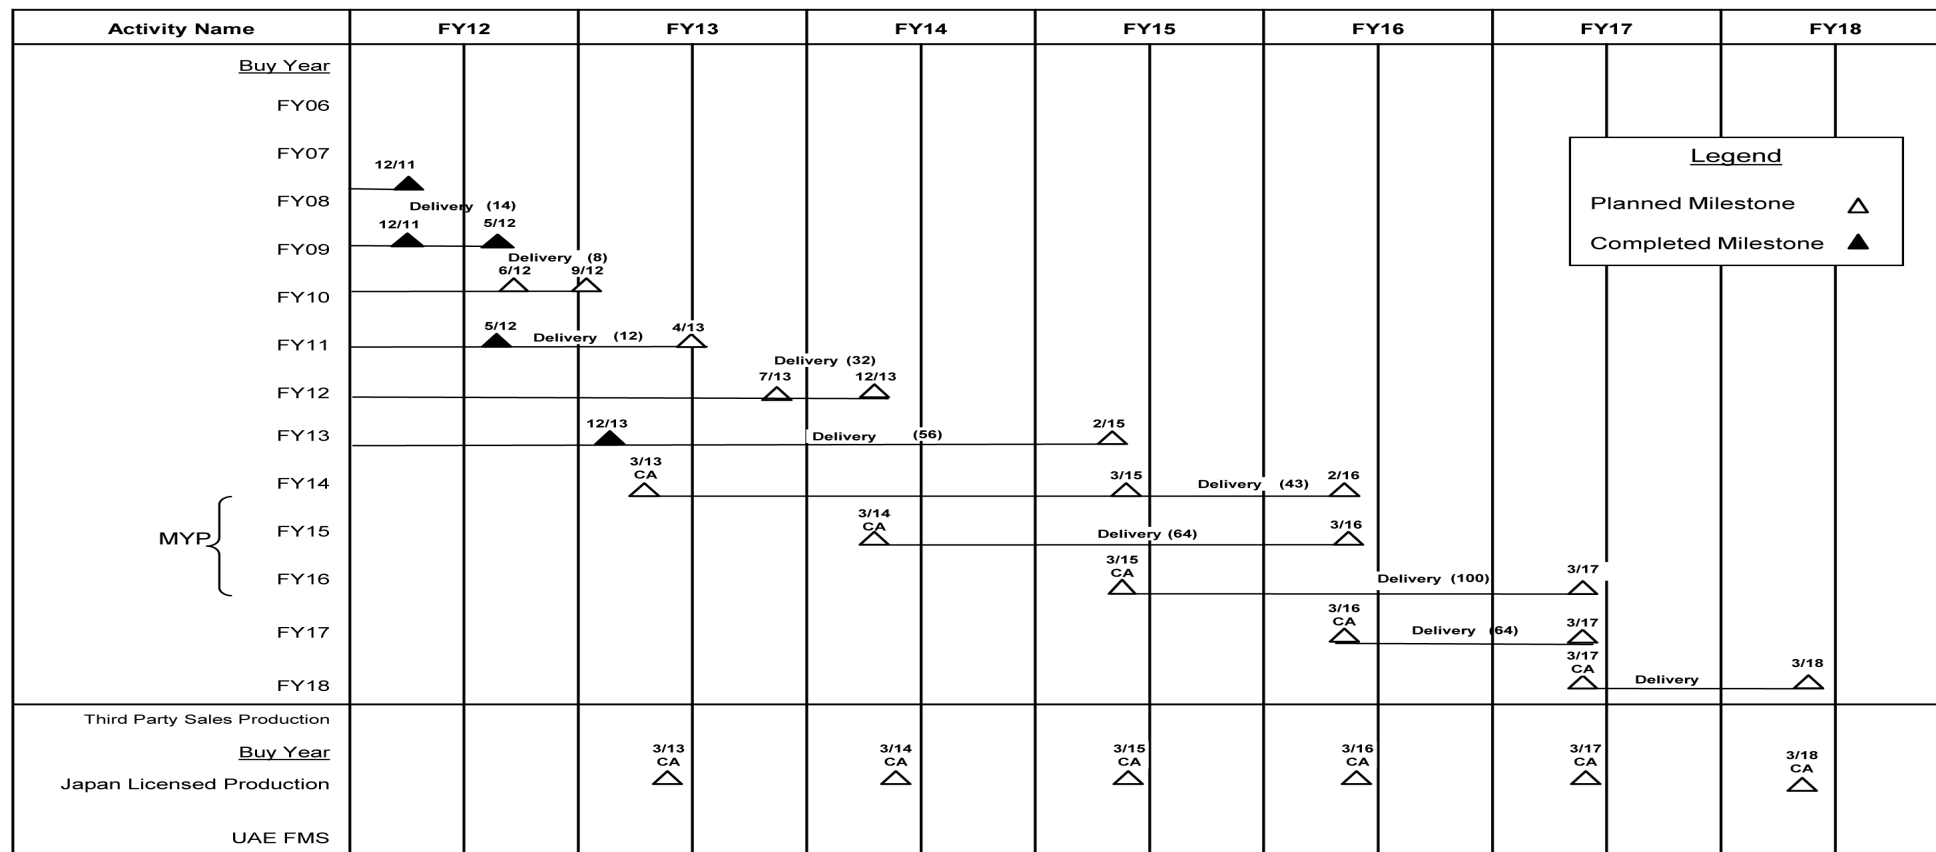 Activity Name FY12 FY13 FY14 FY15 FY16 FY17 FY18
Buy Year
FY06
FY07
12/11
FY08
Delivery (14)
12/11 5/12
FY09
Delivery (8)
6/12 9/12
FY10
5/12 Delivery (12) 4/13
FY11
Delivery (32)
7/13 12/13
FY12
12/13 2/15
FY13 Delivery (56)
3/13
CA 3/15 2/16
FY14 Delivery (43)
3/14
CA 3/16
FY15 Delivery (64)
MYP
3/15
CA 3/17
FY16 Delivery (100)
3/16
CA 3/17
FY17 Delivery (64)
3/17
CA 3/18
FY18 Delivery
Legend
Planned Milestone
Completed Milestone
Third Party Sales Production
Buy Year
3/13 3/14 3/15 3/16 3/17 3/18
CA CA CA CA CA CA
Japan Licensed Production
UAE FMS